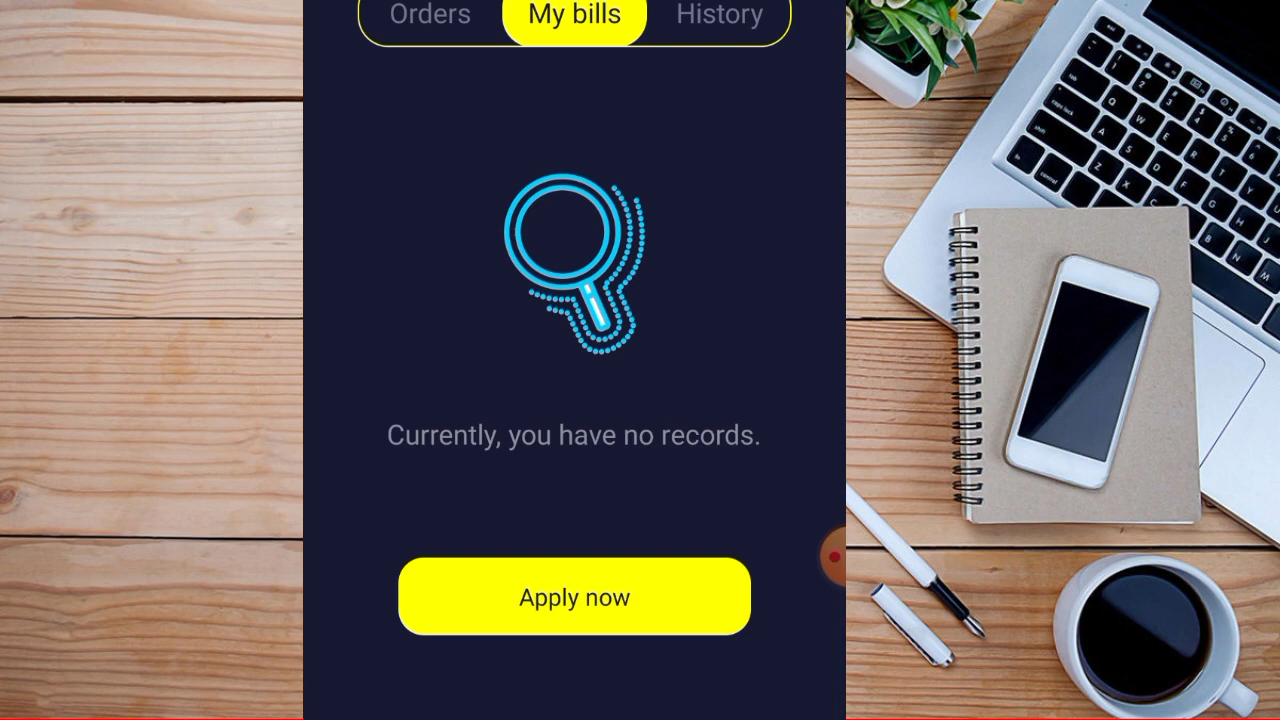 Orders
My bills
History
Currently, you have no records.
Apply now